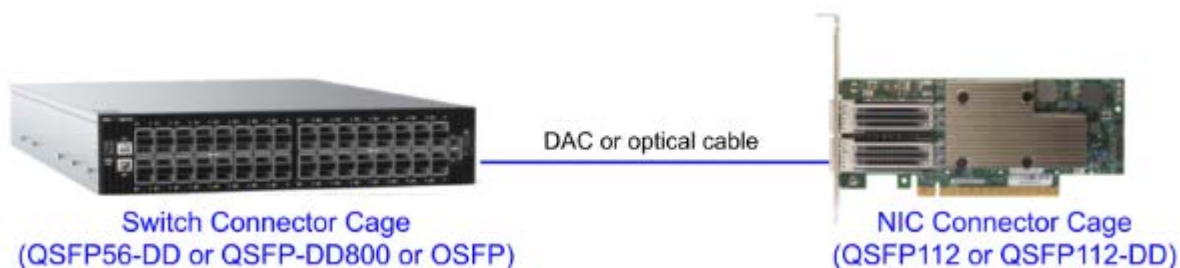 DAC or optical cable
Switch Connector Cage
(QSFP56-DD or QSFP-DD800 or OSFP)
NIC Connector Cage
(QSFP112 or QSFP112-DD)